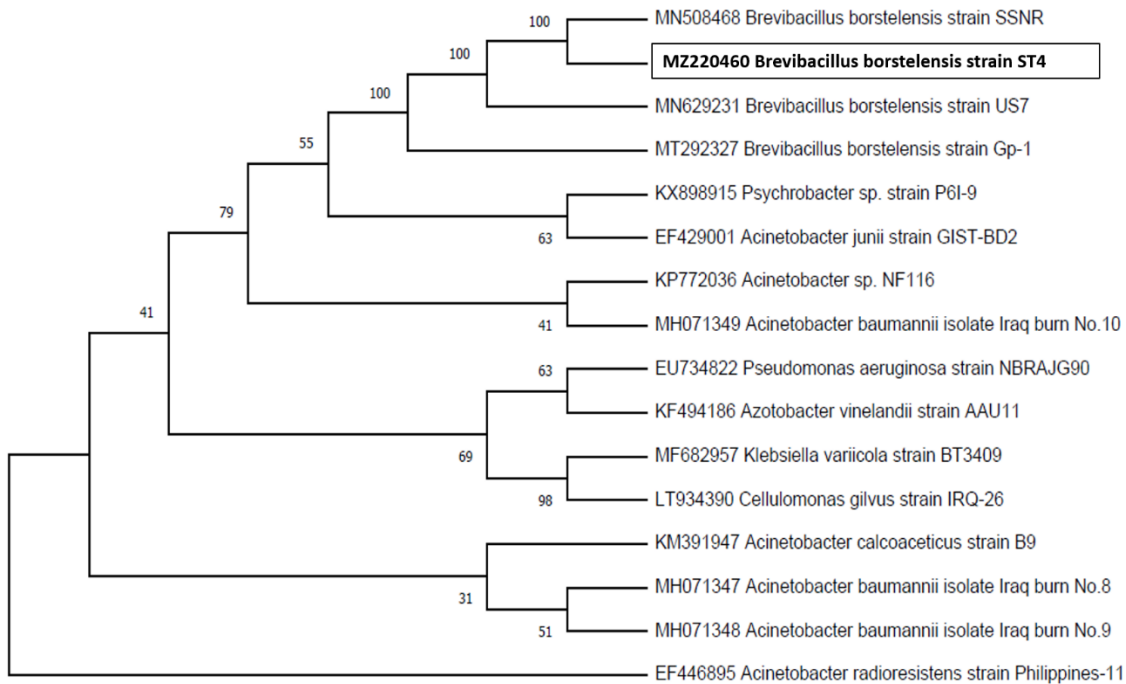 100
MN508468 Brevibacillus borstelensis strain SSNR
100
MZ220460 Brevibacillus borstelensis strain ST4
100
MN629231 Brevibacillus borstelensis strain US7
55
MT292327 Brevibacillus borstelensis strain Gp-1
79
KX898915 Psychrobacter sp. strain P6I-9
63
EF429001 Acinetobacter junii strain GIST-BD2
KP772036 Acinetobacter sp. NF116
41
41
MH071349 Acinetobacter baumannii isolate Iraq burn No.10
63
EU734822 Pseudomonas aeruginosa strain NBRAJG90
KF494186 Azotobacter vinelandii strain AAU11
69
MF682957 Klebsiella variicola strain BT3409
98
LT934390 Cellulomonas gilvus strain IRQ-26
KM391947 Acinetobacter calcoaceticus strain B9
31
MH071347 Acinetobacter baumannii isolate Iraq burn No.8
51
MH071348 Acinetobacter baumannii isolate Iraq burn No.9
EF446895 Acinetobacter radioresistens strain Philippines-11